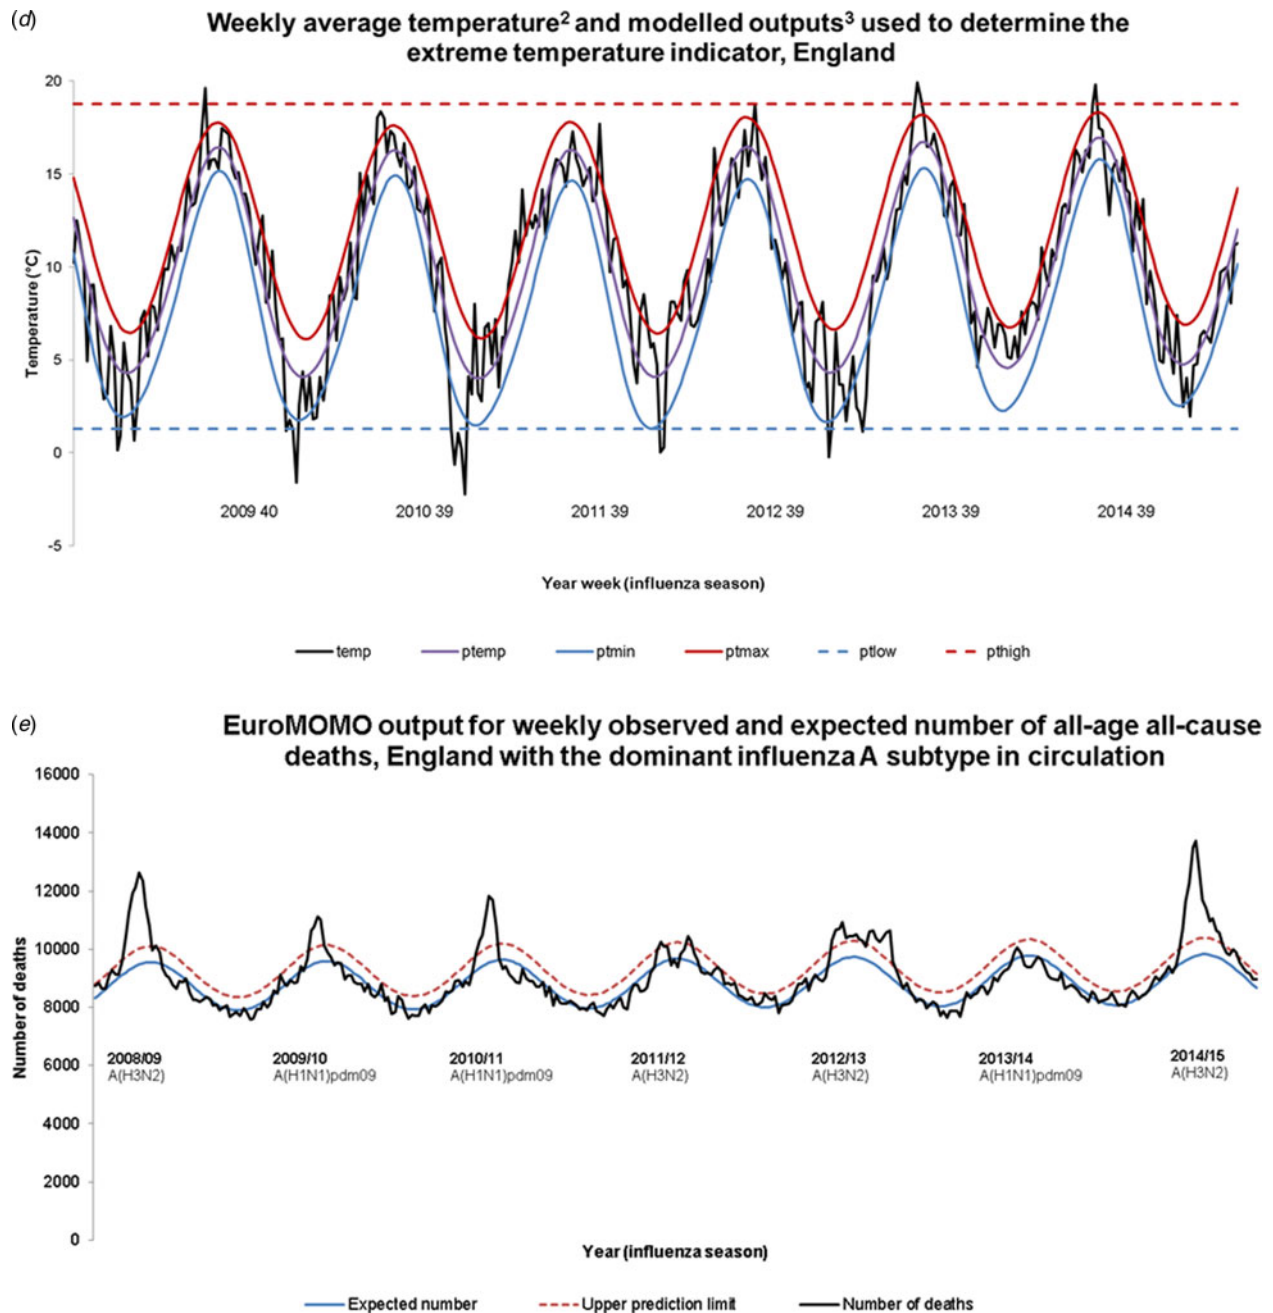 (d)
Weekly average temperature² and modelled outputs³ used to determine the
extreme temperature indicator, England
20
15
10
5
0
-5
Temperature (°C)
2009 40 2010 39 2011 39 2012 39 2013 39 2014 39
Year week (influenza season)
temp ptemp ptmin ptmax ptlow pthigh
(e)
EuroMOMO output for weekly observed and expected number of all-age all-cause
deaths, England with the dominant influenza A subtype in circulation
16000
14000
12000
10000
8000
6000
4000
2000
0
Number of deaths
2008/09 2009/10 2010/11 2011/12 2012/13 2013/14 2014/15
A(H3N2) A(H1N1)pdm09 A(H1N1)pdm09 A(H3N2) A(H3N2) A(H1N1)pdm09 A(H3N2)
Year (influenza season)
Expected number Upper prediction limit Number of deaths